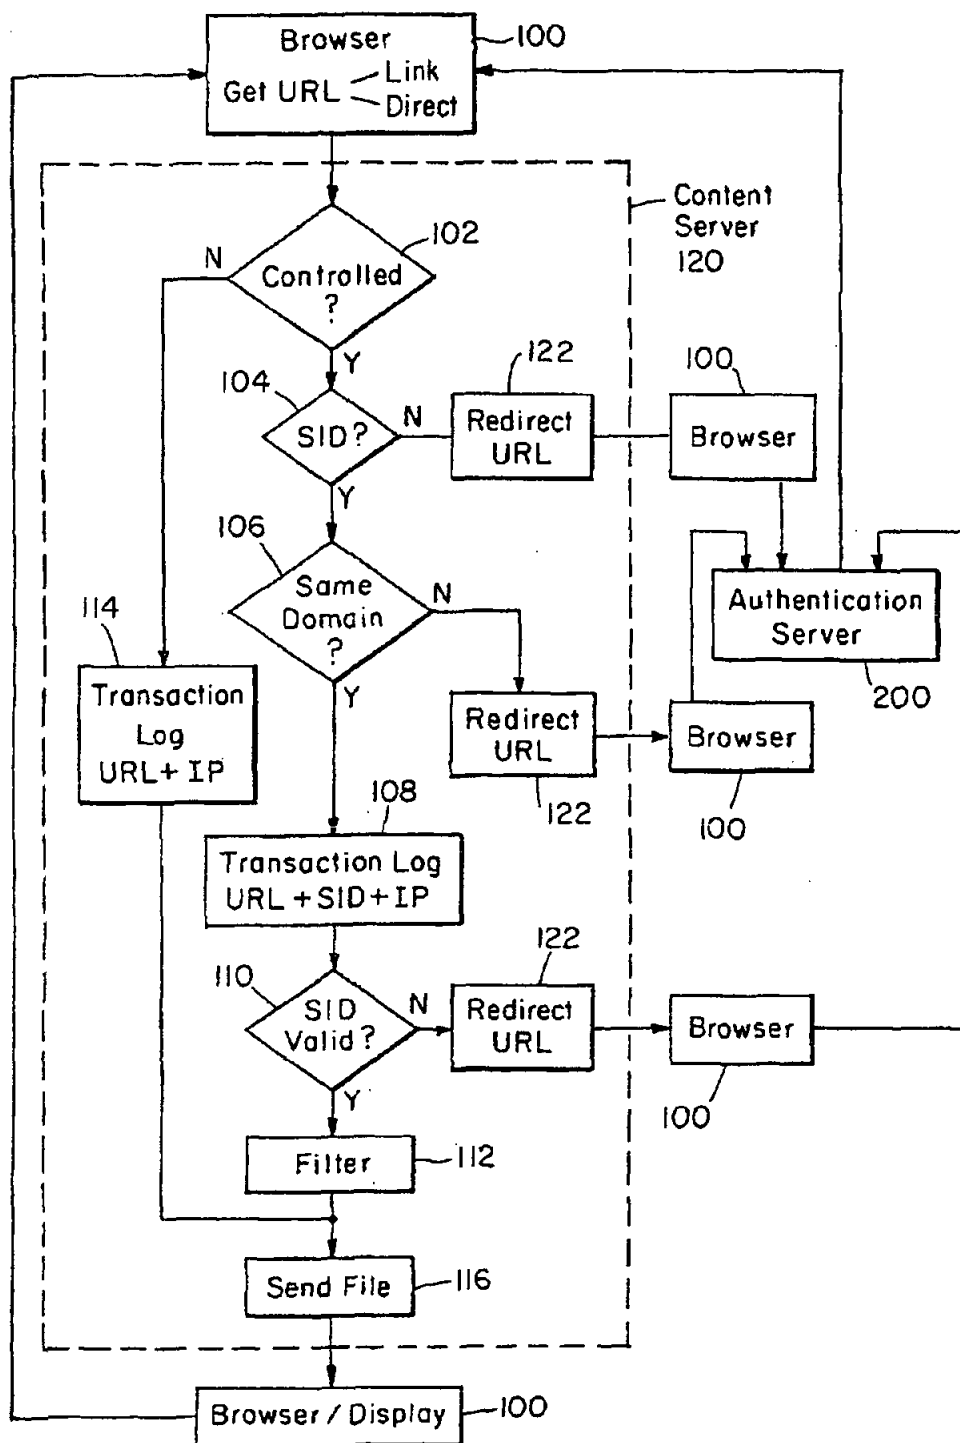 Browser
Get URL
Link
Direct
100
Content
Server
120
102
N
Controlled
?
Y
104
SID?
N
122
Redirect
URL
100
Browser
Y
106
Same
Domain
?
N
Authentication
Server
200
114
Transaction
Log
URL + IP
Y
Redirect
URL
122
Browser
100
108
Transaction Log
URL + SID + IP
110
SID
Valid?
N
122
Redirect
URL
Browser
100
Y
Filter
112
Send File
116
Browser / Display
100